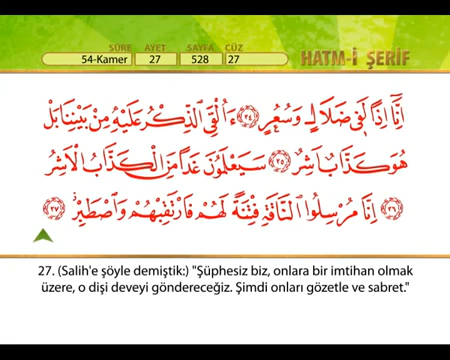 SÛRE AYET SAYFA CÜZ
54-Kamer 27 528 27
HATM-İ ŞERİF
اِنَّٓا اِذًا لَف۪ي ضَلَالٍ وَسُعُرٍ ﴿٢٤﴾ ءَاُلْقِيَ الذِّكْرُ عَلَيْهِ مِنْ بَيْنِنَا بَلْ
هُوَ كَذَّابٌ اَشِرٌ ﴿٢٥﴾ سَيَعْلَمُونَ غَدًا مَنِ الْكَذَّابُ الْاَشِرُ
﴿٢٦﴾ اِنَّا مُرْسِلُوا النَّاقَةِ فِتْنَةً لَهُمْ فَارْتَقِبْهُمْ وَاصْطَبِرْ ﴿٢٧﴾
27. (Salih'e şöyle demiştik:) "Şüphesiz biz, onlara bir imtihan olmak
üzere, o dişi deveyi göndereceğiz. Şimdi onları gözetle ve sabret."